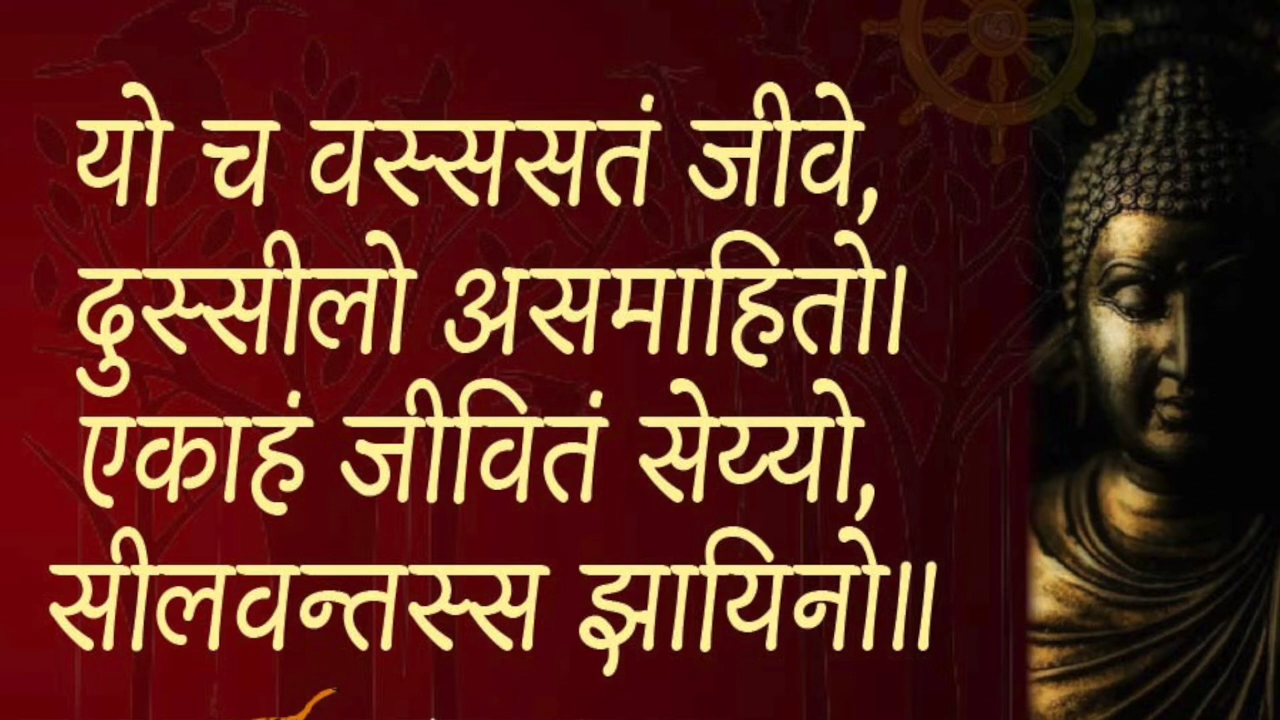 यो च वस्ससतं जीवे,
दुस्सीलो असमाहितो।
एकाहं जीवितं सेय्यो,
सीलवन्तस्स झायिनो॥